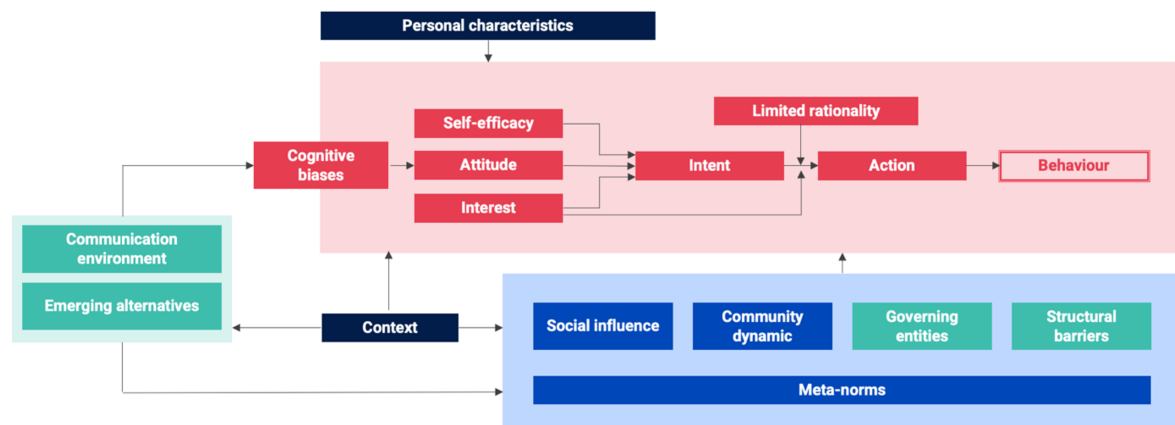 Personal characteristics
Self-efficacy
Limited rationality
Cognitive
biases
Attitude
Intent
Action
Behaviour
Interest
Communication
environment
Emerging alternatives
Context
Social influence
Community
dynamic
Governing
entities
Structural
barriers
Meta-norms